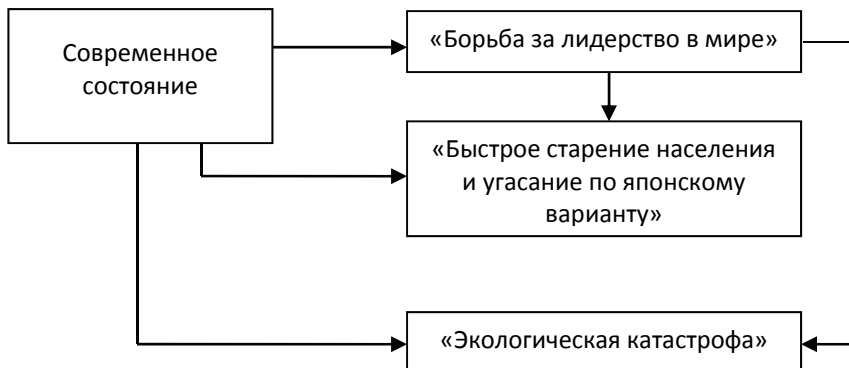 Современное
состояние
«Борьба за лидерство в мире»
«Быстрое старение населения
и угасание по японскому
варианту»
«Экологическая катастрофа»